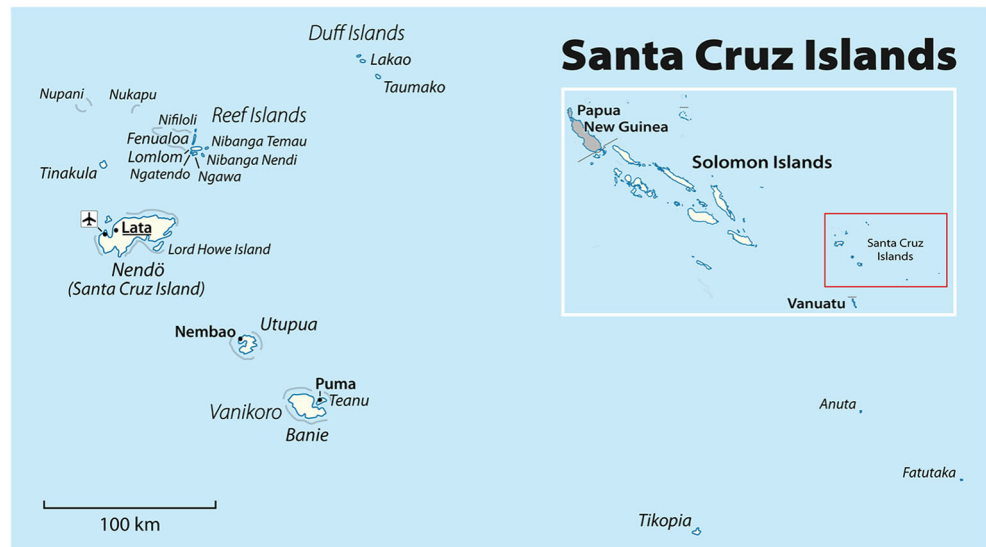 Santa Cruz Islands
Duff Islands
Lakao
Taumako
Nupani
Nukapu
Nifiloli
Reef Islands
Fenualoa
Nibanga Temau
Lomlom
Nibanga Nendi
Ngatendo
Ngawa
Tinakula
Lata
Lord Howe Island
Nendö
(Santa Cruz Island)
Nembao
Utupua
Puma
Teanu
Vanikoro
Banie
Papua
New Guinea
Solomon Islands
Santa Cruz
Islands
Vanuatu
Anuta
Fatutaka
Tikopia
100 km